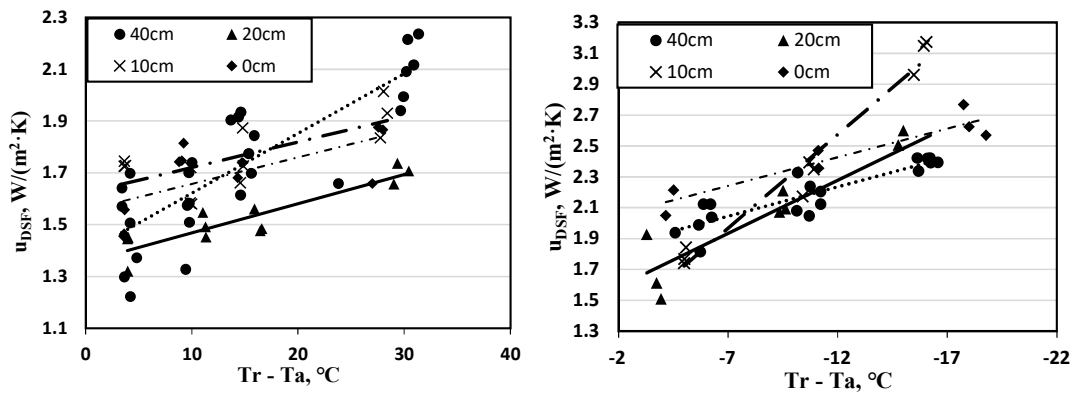 2.3
2.1
1.9
1.7
1.5
1.3
1.1
u_DSF, W/(m²·K)
40cm 20cm
10cm 0cm
0 10 20 30 40
Tr - Ta, °C
3.3
3.1
2.9
2.7
2.5
2.3
2.1
1.9
1.7
1.5
1.3
u_DSF, W/(m²·K)
40cm 20cm
10cm 0cm
-2 -7 -12 -17 -22
Tr - Ta, °C